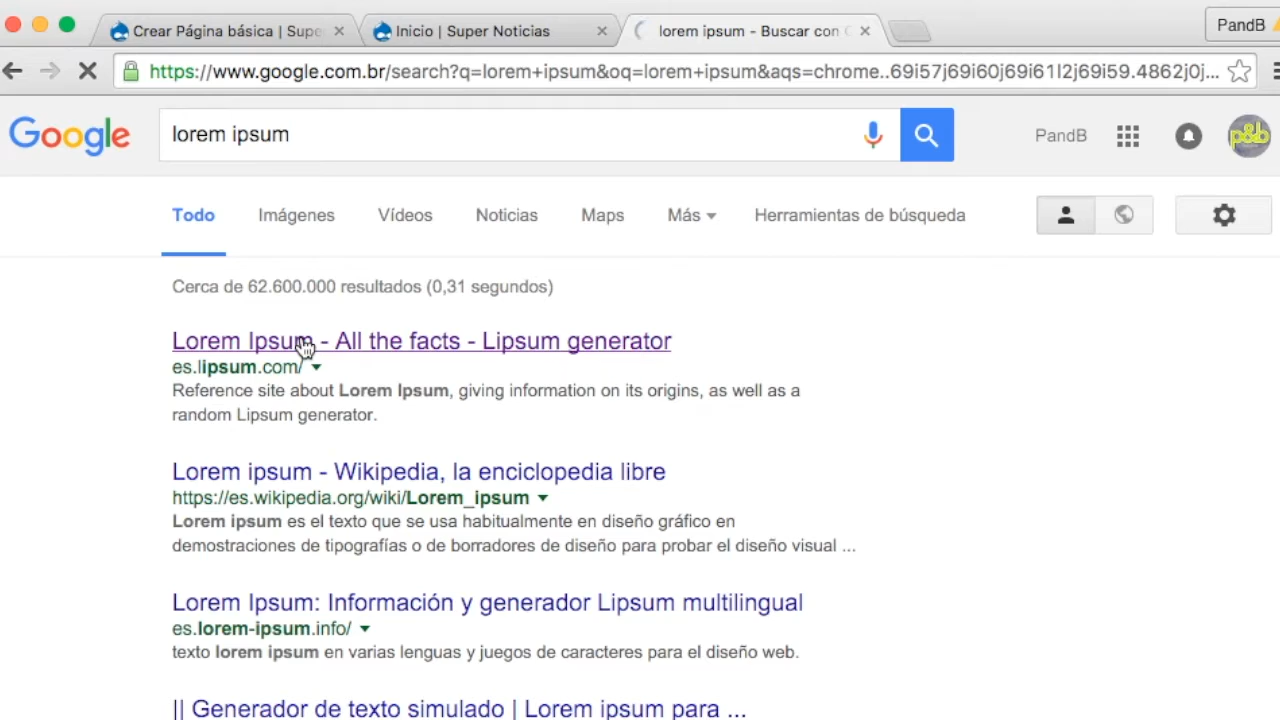 Crear Página básica | Supe
Inicio | Super Noticias
lorem ipsum - Buscar con
PandB
https://www.google.com.br/search?q=lorem+ipsum&oq=lorem+ipsum&aqs=chrome..69i57j69i60j69i61l2j69i59.4862j0j...
Google
lorem ipsum
PandB
p&b
Todo
Imágenes
Vídeos
Noticias
Maps
Más
Herramientas de búsqueda
Cerca de 62.600.000 resultados (0,31 segundos)
Lorem Ipsum - All the facts - Lipsum generator
es.lipsum.com/
Reference site about Lorem Ipsum, giving information on its origins, as well as a
random Lipsum generator.
Lorem ipsum - Wikipedia, la enciclopedia libre
https://es.wikipedia.org/wiki/Lorem_ipsum
Lorem ipsum es el texto que se usa habitualmente en diseño gráfico en
demostraciones de tipografías o de borradores de diseño para probar el diseño visual ...
Lorem Ipsum: Información y generador Lipsum multilingual
es.lorem-ipsum.info/
texto lorem ipsum en varias lenguas y juegos de caracteres para el diseño web.
|| Generador de texto simulado | Lorem ipsum para ...